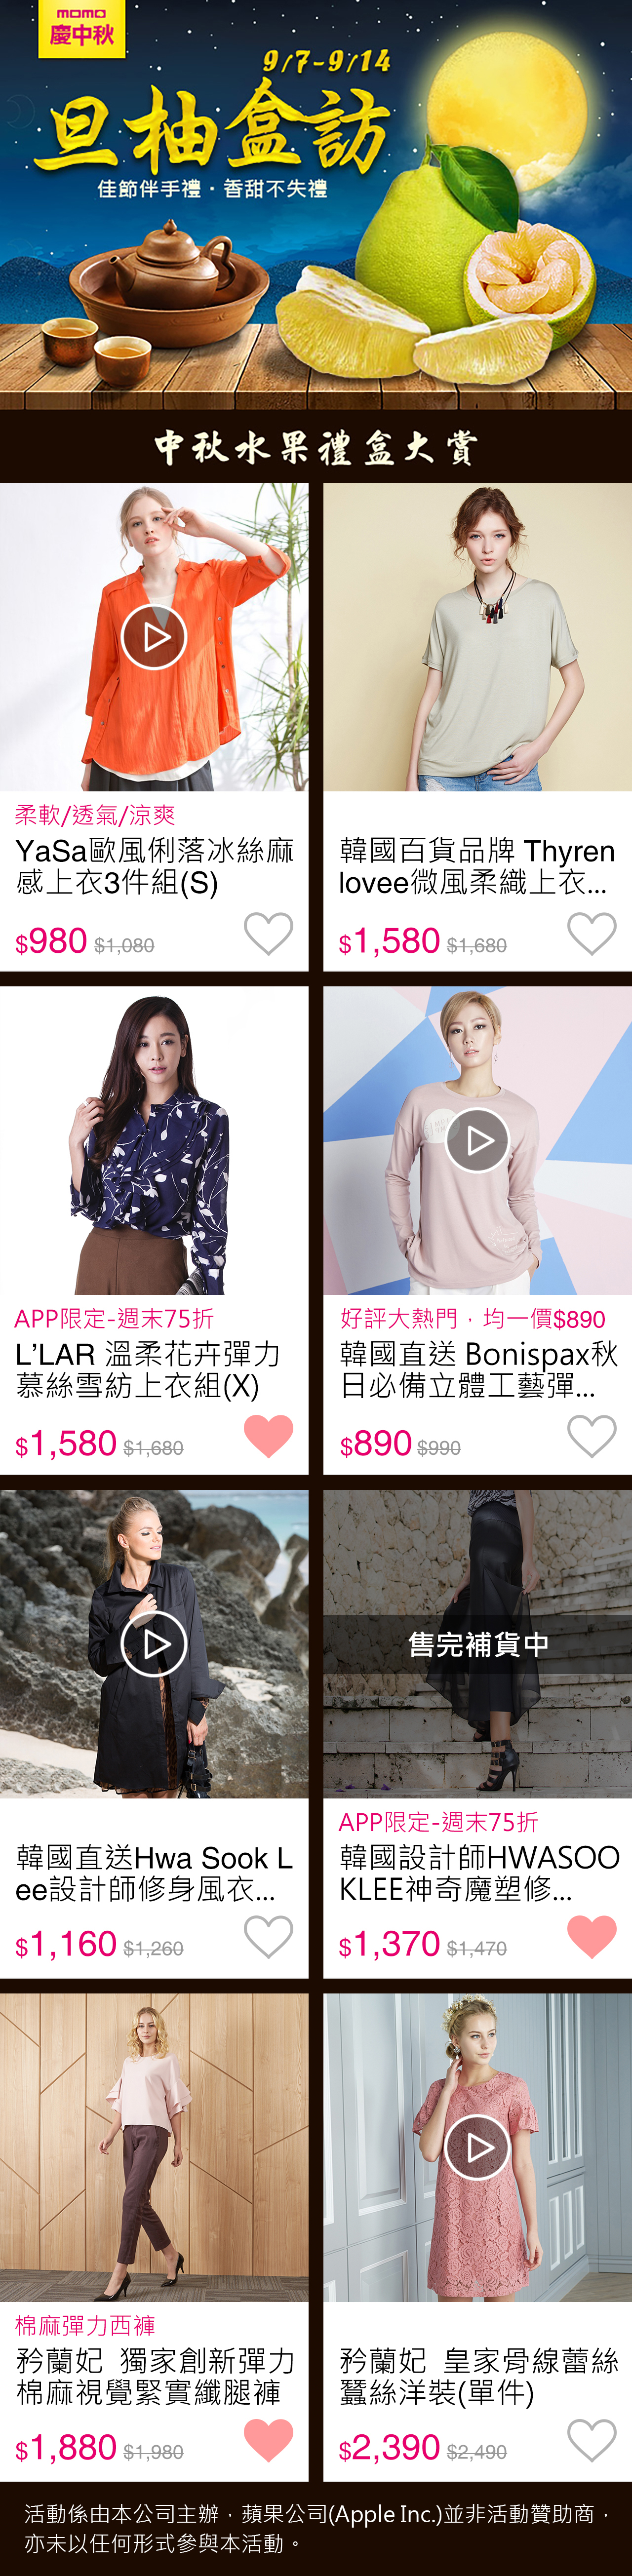 momo
慶中秋
9/7-9/14
旦柚盒訪
佳節伴手禮・香甜不失禮
中秋水果禮盒大賞
柔軟/透氣/涼爽
YaSa歐風俐落冰絲麻
感上衣3件組(S)
$980 $1,080
韓國百貨品牌 Thyren
lovee微風柔織上衣...
$1,580 $1,680
APP限定-週末75折
L’LAR 溫柔花卉彈力
慕絲雪紡上衣組(X)
$1,580 $1,680
好評大熱門，均一價$890
韓國直送 Bonispax秋
日必備立體工藝彈...
$890 $990
韓國直送Hwa Sook L
ee設計師修身風衣...
$1,160 $1,260
售完補貨中
APP限定-週末75折
韓國設計師HWASOO
KLEE神奇魔塑修...
$1,370 $1,470
棉麻彈力西褲
矜蘭妃 獨家創新彈力
棉麻視覺緊實纖腿褲
$1,880 $1,980
矜蘭妃 皇家骨線蕾絲
蠶絲洋裝(單件)
$2,390 $2,490
活動係由本公司主辦，蘋果公司(Apple Inc.)並非活動贊助商，
亦未以任何形式參與本活動。